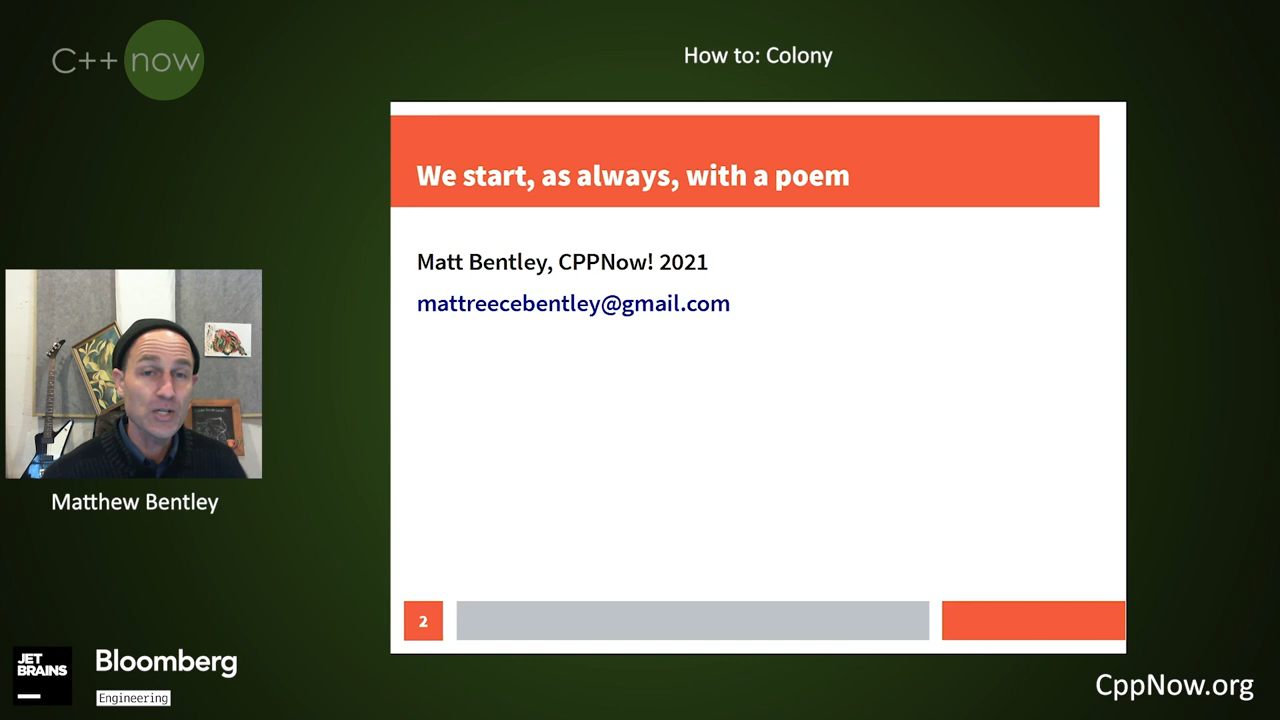 C++ now
How to: Colony
We start, as always, with a poem
Matt Bentley, CPPNow! 2021
mattreecebentley@gmail.com
Matthew Bentley
2
JET
BRAINS
Bloomberg
Engineering
CppNow.org